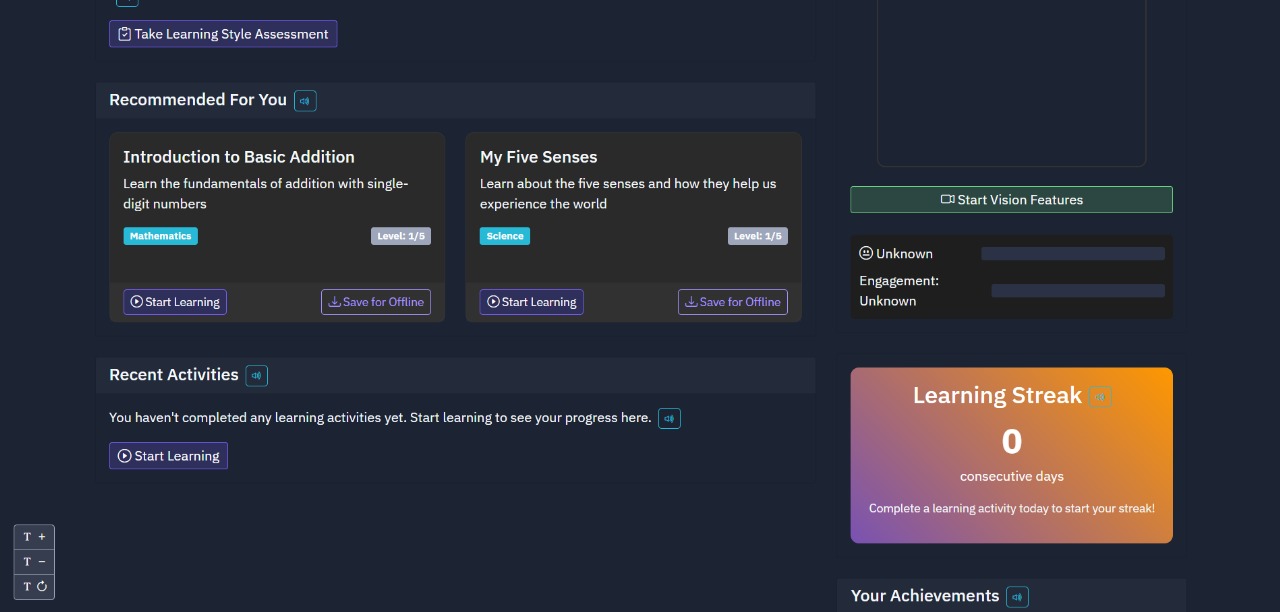 Take Learning Style Assessment
Recommended For You
Introduction to Basic Addition
Learn the fundamentals of addition with single-
digit numbers
Mathematics
Level: 1/5
Start Learning
Save for Offline
My Five Senses
Learn about the five senses and how they help us
experience the world
Science
Level: 1/5
Start Learning
Save for Offline
Recent Activities
You haven't completed any learning activities yet. Start learning to see your progress here.
Start Learning
Start Vision Features
Unknown
Engagement:
Unknown
Learning Streak
0
consecutive days
Complete a learning activity today to start your streak!
Your Achievements
T +
T −
T